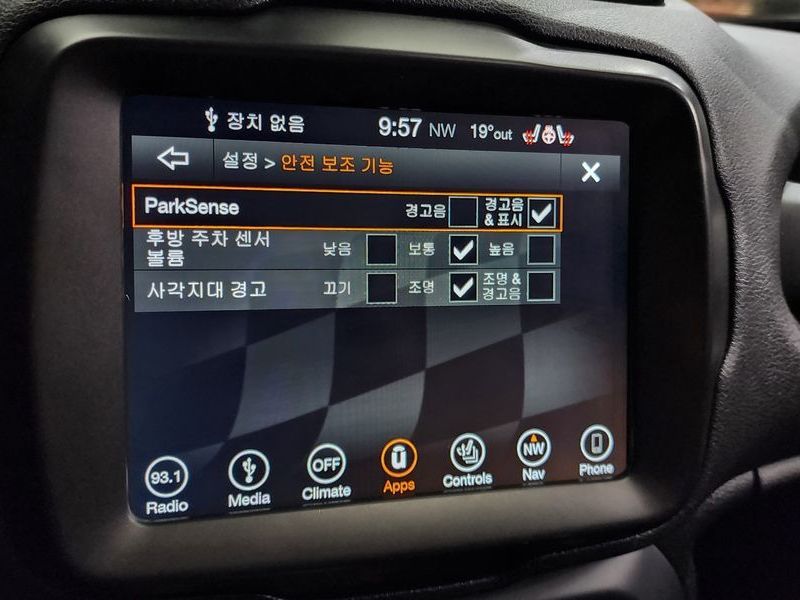 장치 없음 9:57 NW 19°out
설정 > 안전 보조 기능
ParkSense 경고음 경고음
& 표시
후방 주차 센서 낮음 보통 높음
볼륨
사각지대 경고 끄기 조명 조명 &
경고음
93.1 OFF NW
Radio Media Climate Apps Controls Nav Phone